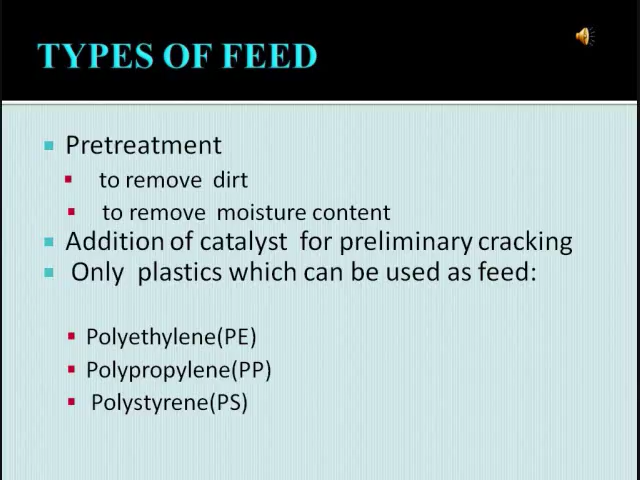 TYPES OF FEED
Pretreatment
to remove dirt
to remove moisture content
Addition of catalyst for preliminary cracking
Only plastics which can be used as feed:
Polyethylene(PE)
Polypropylene(PP)
Polystyrene(PS)